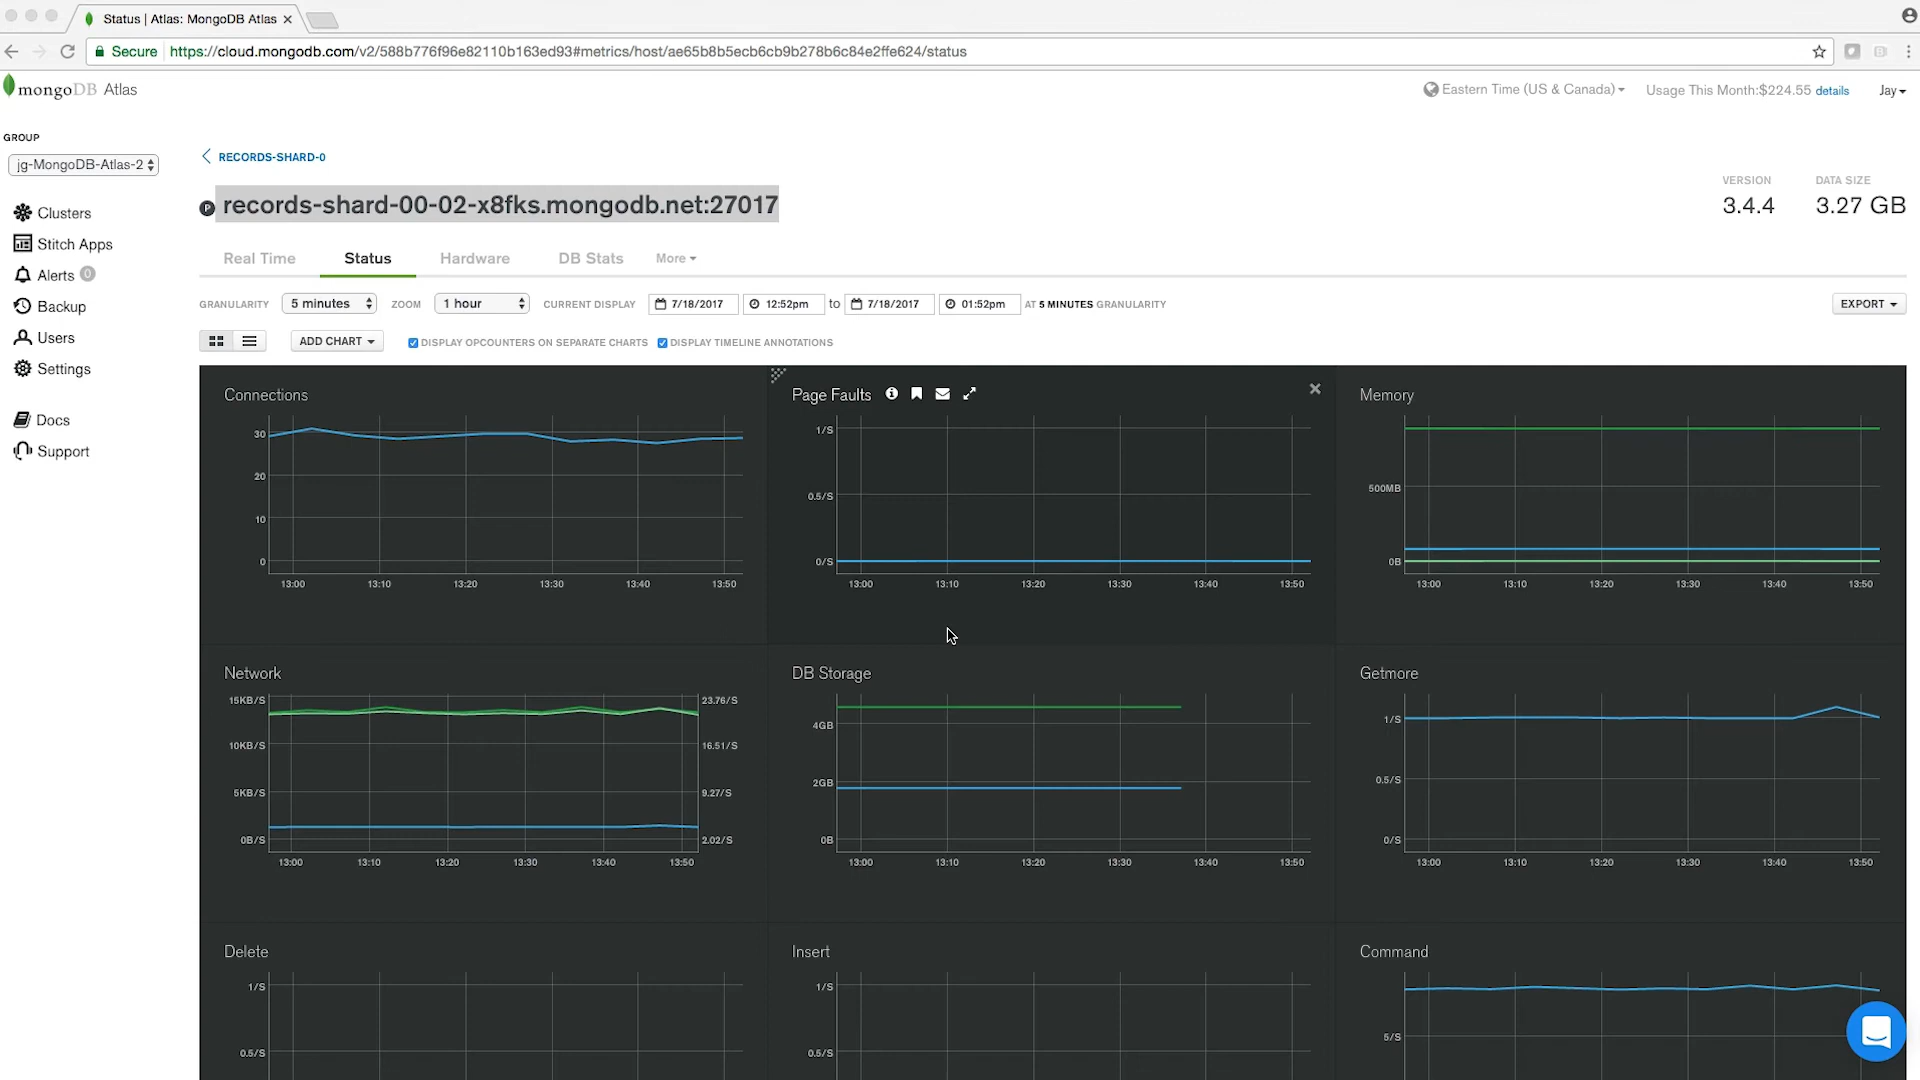 Status | Atlas: MongoDB Atlas
Secure https://cloud.mongodb.com/v2/588b776f96e82110b163ed93#metrics/host/ae65b8b5ecb6cb9b278b6c84e2ffe624/status
mongoDB Atlas
Eastern Time (US & Canada)
Usage This Month:$224.55 details
Jay
GROUP
jg-MongoDB-Atlas-2
Clusters
Stitch Apps
Alerts 0
Backup
Users
Settings
Docs
Support
RECORDS-SHARD-0
P records-shard-00-02-x8fks.mongodb.net:27017
VERSION
3.4.4
DATA SIZE
3.27 GB
Real Time Status Hardware DB Stats More
GRANULARITY 5 minutes ZOOM 1 hour CURRENT DISPLAY 7/18/2017 12:52pm to 7/18/2017 01:52pm AT 5 MINUTES GRANULARITY EXPORT
ADD CHART DISPLAY OPCOUNTERS ON SEPARATE CHARTS DISPLAY TIMELINE ANNOTATIONS
Connections
30
20
10
0
13:00 13:10 13:20 13:30 13:40 13:50
Page Faults
1/S
0.5/S
0/S
13:00 13:10 13:20 13:30 13:40 13:50
Memory
500MB
0B
13:00 13:10 13:20 13:30 13:40 13:50
Network
15KB/S 23.76/S
10KB/S 16.51/S
5KB/S 9.27/S
0B/S 2.02/S
13:00 13:10 13:20 13:30 13:40 13:50
DB Storage
4GB
2GB
0B
13:00 13:10 13:20 13:30 13:40 13:50
Getmore
1/S
0.5/S
0/S
13:00 13:10 13:20 13:30 13:40 13:50
Delete
1/S
0.5/S
Insert
1/S
0.5/S
Command
5/S